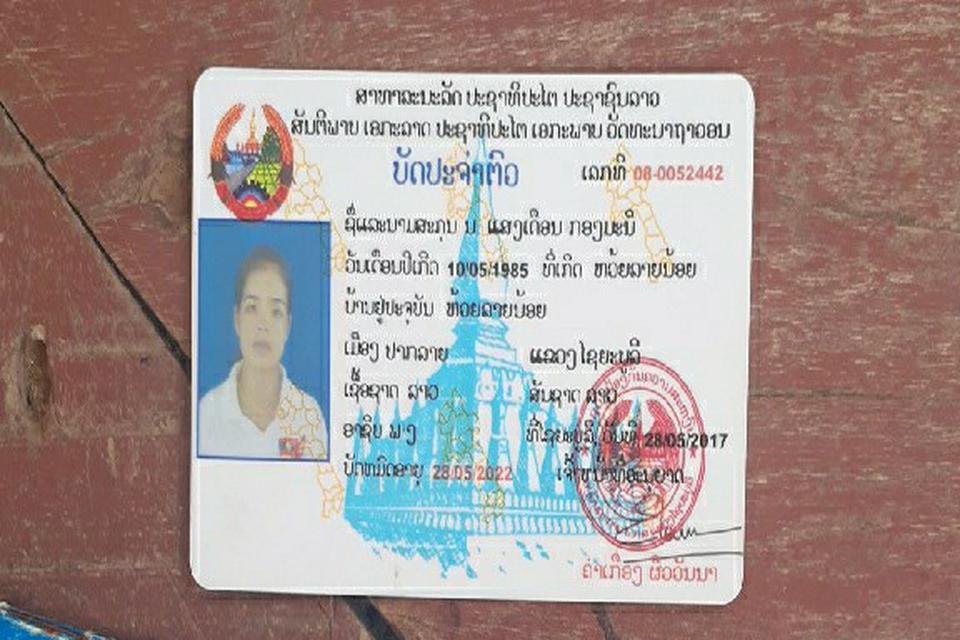 ສາທາລະນະລັດ ປະຊາທິປະໄຕ ປະຊາຊົນລາວ
ສັນຕິພາບ ເອກະລາດ ປະຊາທິປະໄຕ ເອກະພາບ ວັດທະນາຖາວອນ
ບັດປະຈຳຕົວ ເລກທີ 08-0052442
ຊື່ແລະນາມສະກຸນ ນ ແສງເດືອນ ກອງມະນີ
ວັນເດືອນປີເກີດ 10/05/1985 ທີ່ເກີດ ຫ້ວຍລາຍນ້ອຍ
ບ້ານຢູ່ປະຈຸບັນ ຫ້ວຍລາຍນ້ອຍ
ເມືອງ ປາກລາຍ ແຂວງ ໄຊຍະບູລີ
ເຊື້ອຊາດ ລາວ ສັນຊາດ ລາວ
ອາຊີບ ພ.ງ ທີ່ໄຊຍະບູລີ, ວັນທີ 28/05/2017
ບັດຫມົດອາຍຸ 28/05/2022 ເຈົ້າຫນ້າທີ່ອະນຸຍາດ
ຄຳເກືອງ ຜິວວັນນາ